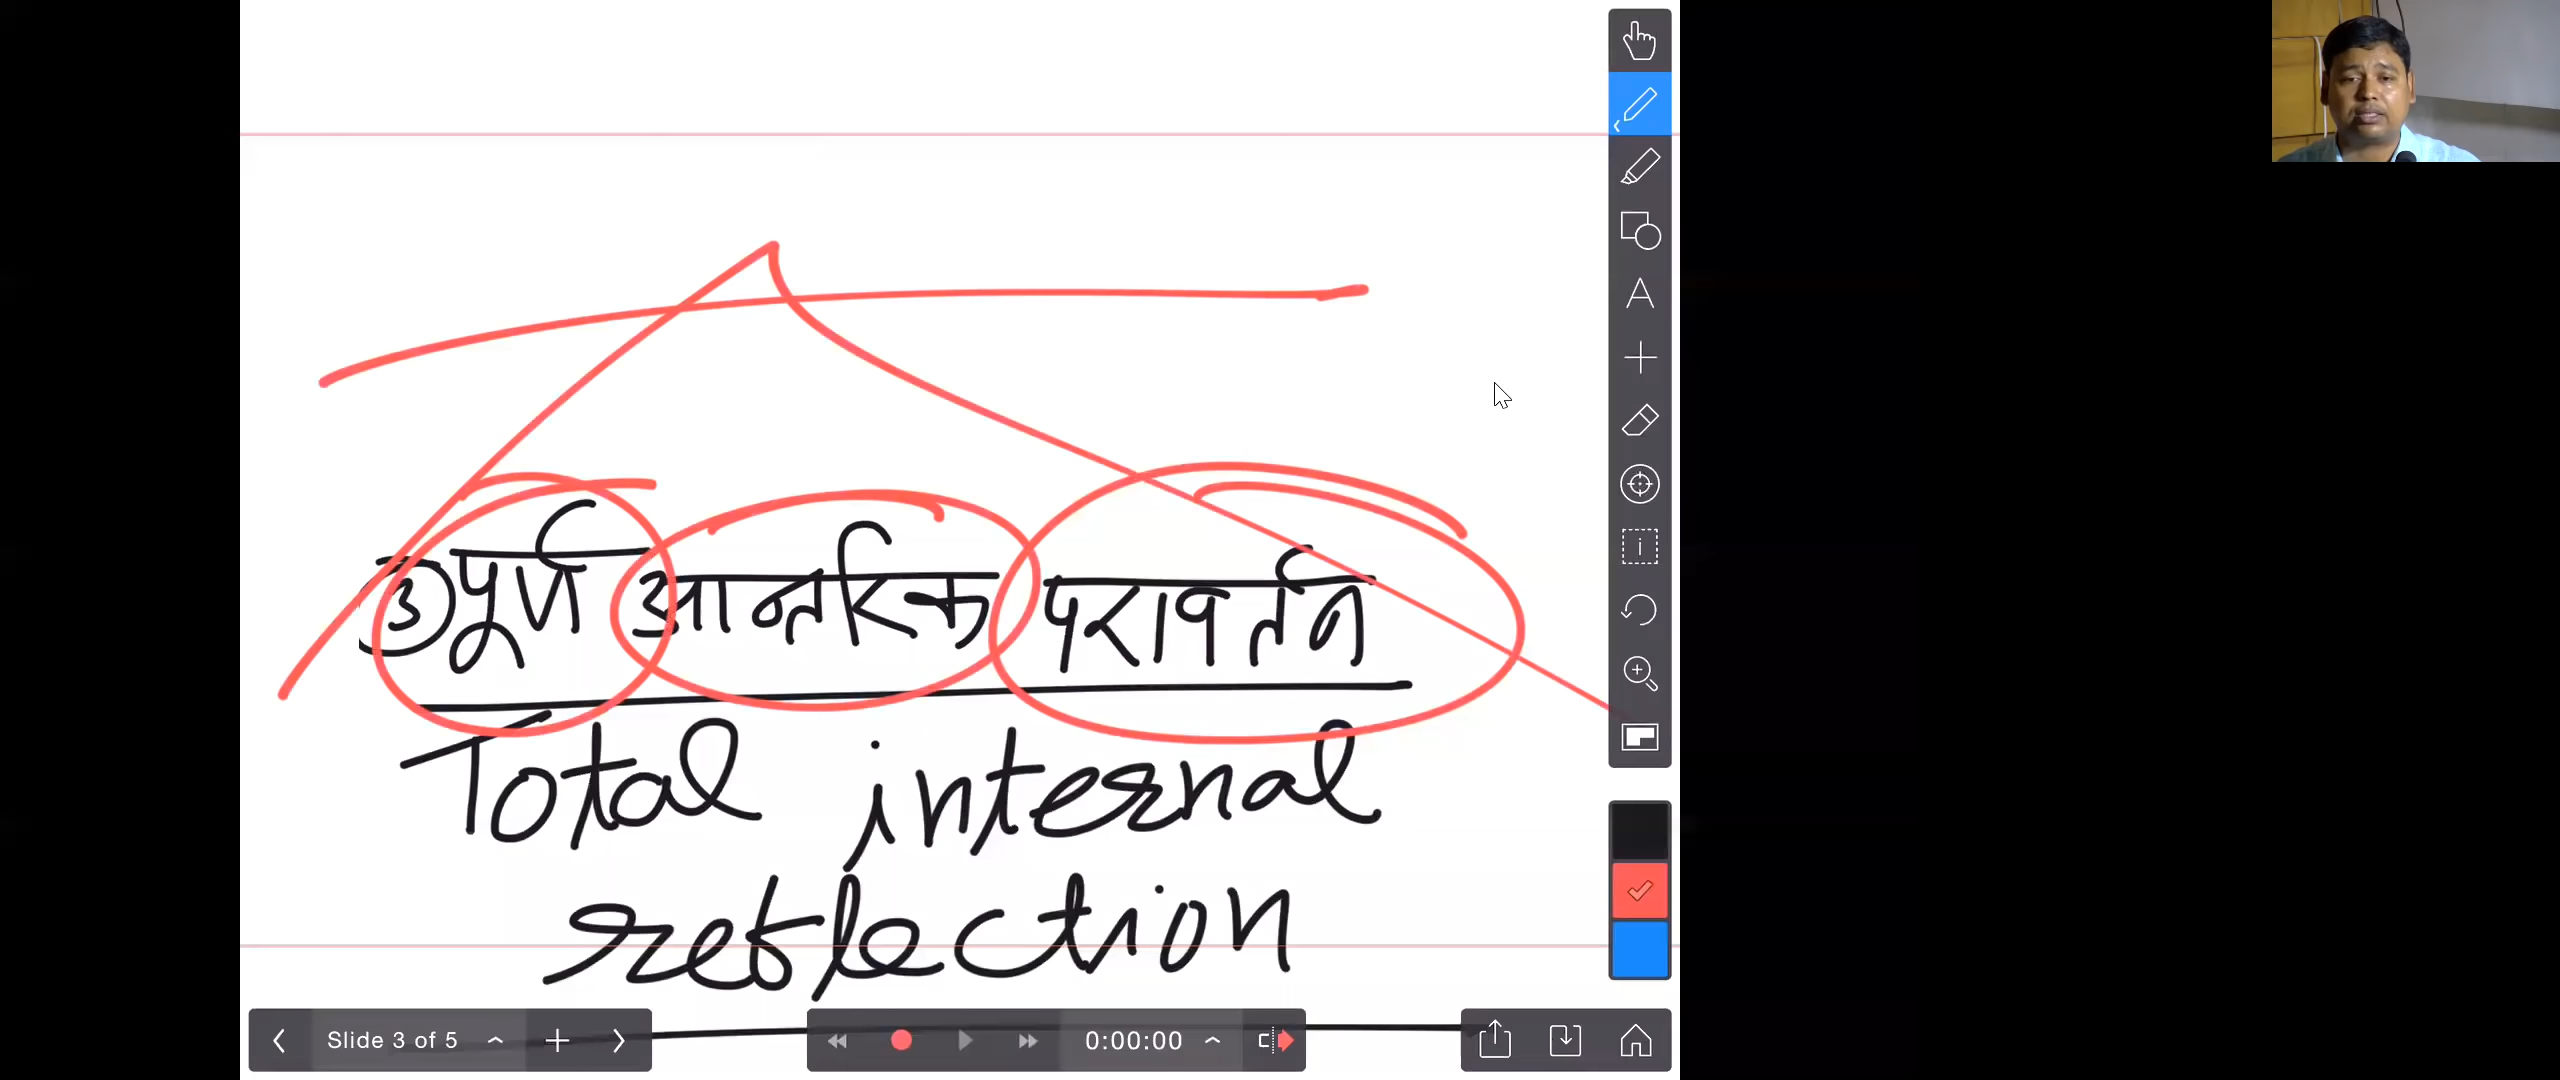 ③ पूर्ण आन्तरिक परावर्तन
Total internal
reflection
Slide 3 of 5
0:00:00